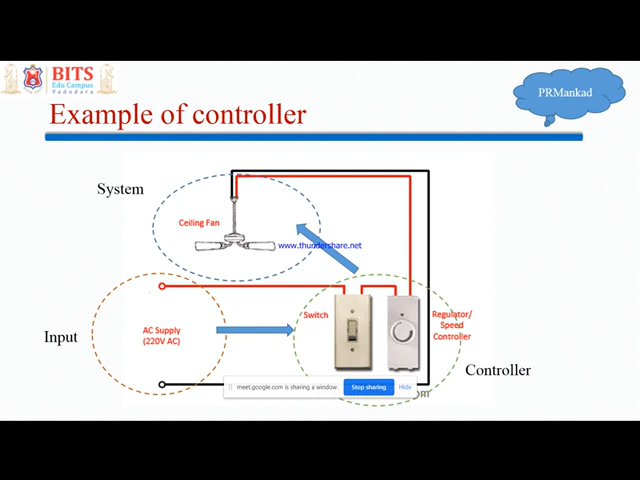 BITS
Edu Campus
Vadodara
PRMankad
Example of controller
System
Ceiling Fan
www.thundershare.net
Switch
Regulator/
Speed
Controller
AC Supply
(220V AC)
Input
Controller
meet.google.com is sharing a window.
Stop sharing
Hide
om